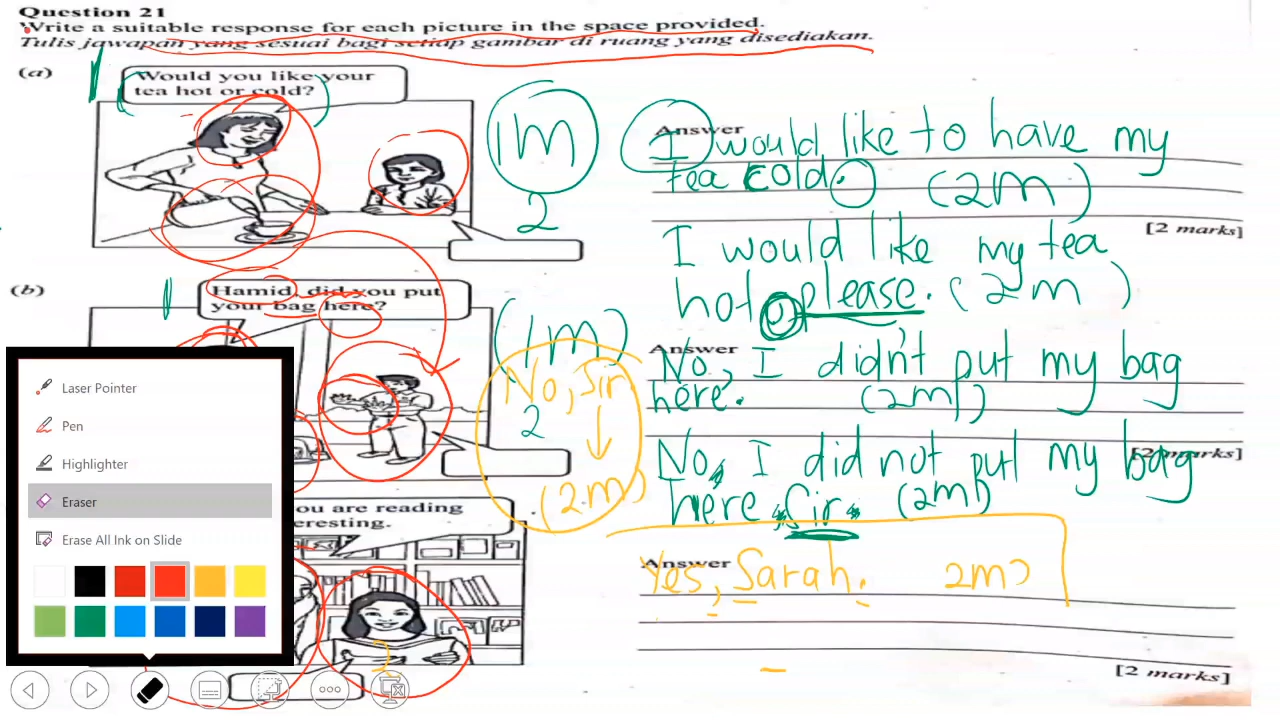 Question 21
Write a suitable response for each picture in the space provided.
Tulis jawapan yang sesuai bagi setiap gambar di ruang yang disediakan.
(a)
Would you like your
tea hot or cold?
1M
2
Answer
I would like to have my
tea cold. (2m)
[2 marks]
I would like my tea
hot, please. (2m)
(b)
Hamid, did you put
your bag here?
(1m)
No, Sir
2
(2m)
Answer
No, I didn't put my bag
here. (2m)
[2 marks]
No, I did not put my bag
here, Sir. (2m)
ou are reading
eresting.
Answer
Yes, Sarah. 2m
[2 marks]
Laser Pointer
Pen
Highlighter
Eraser
Erase All Ink on Slide